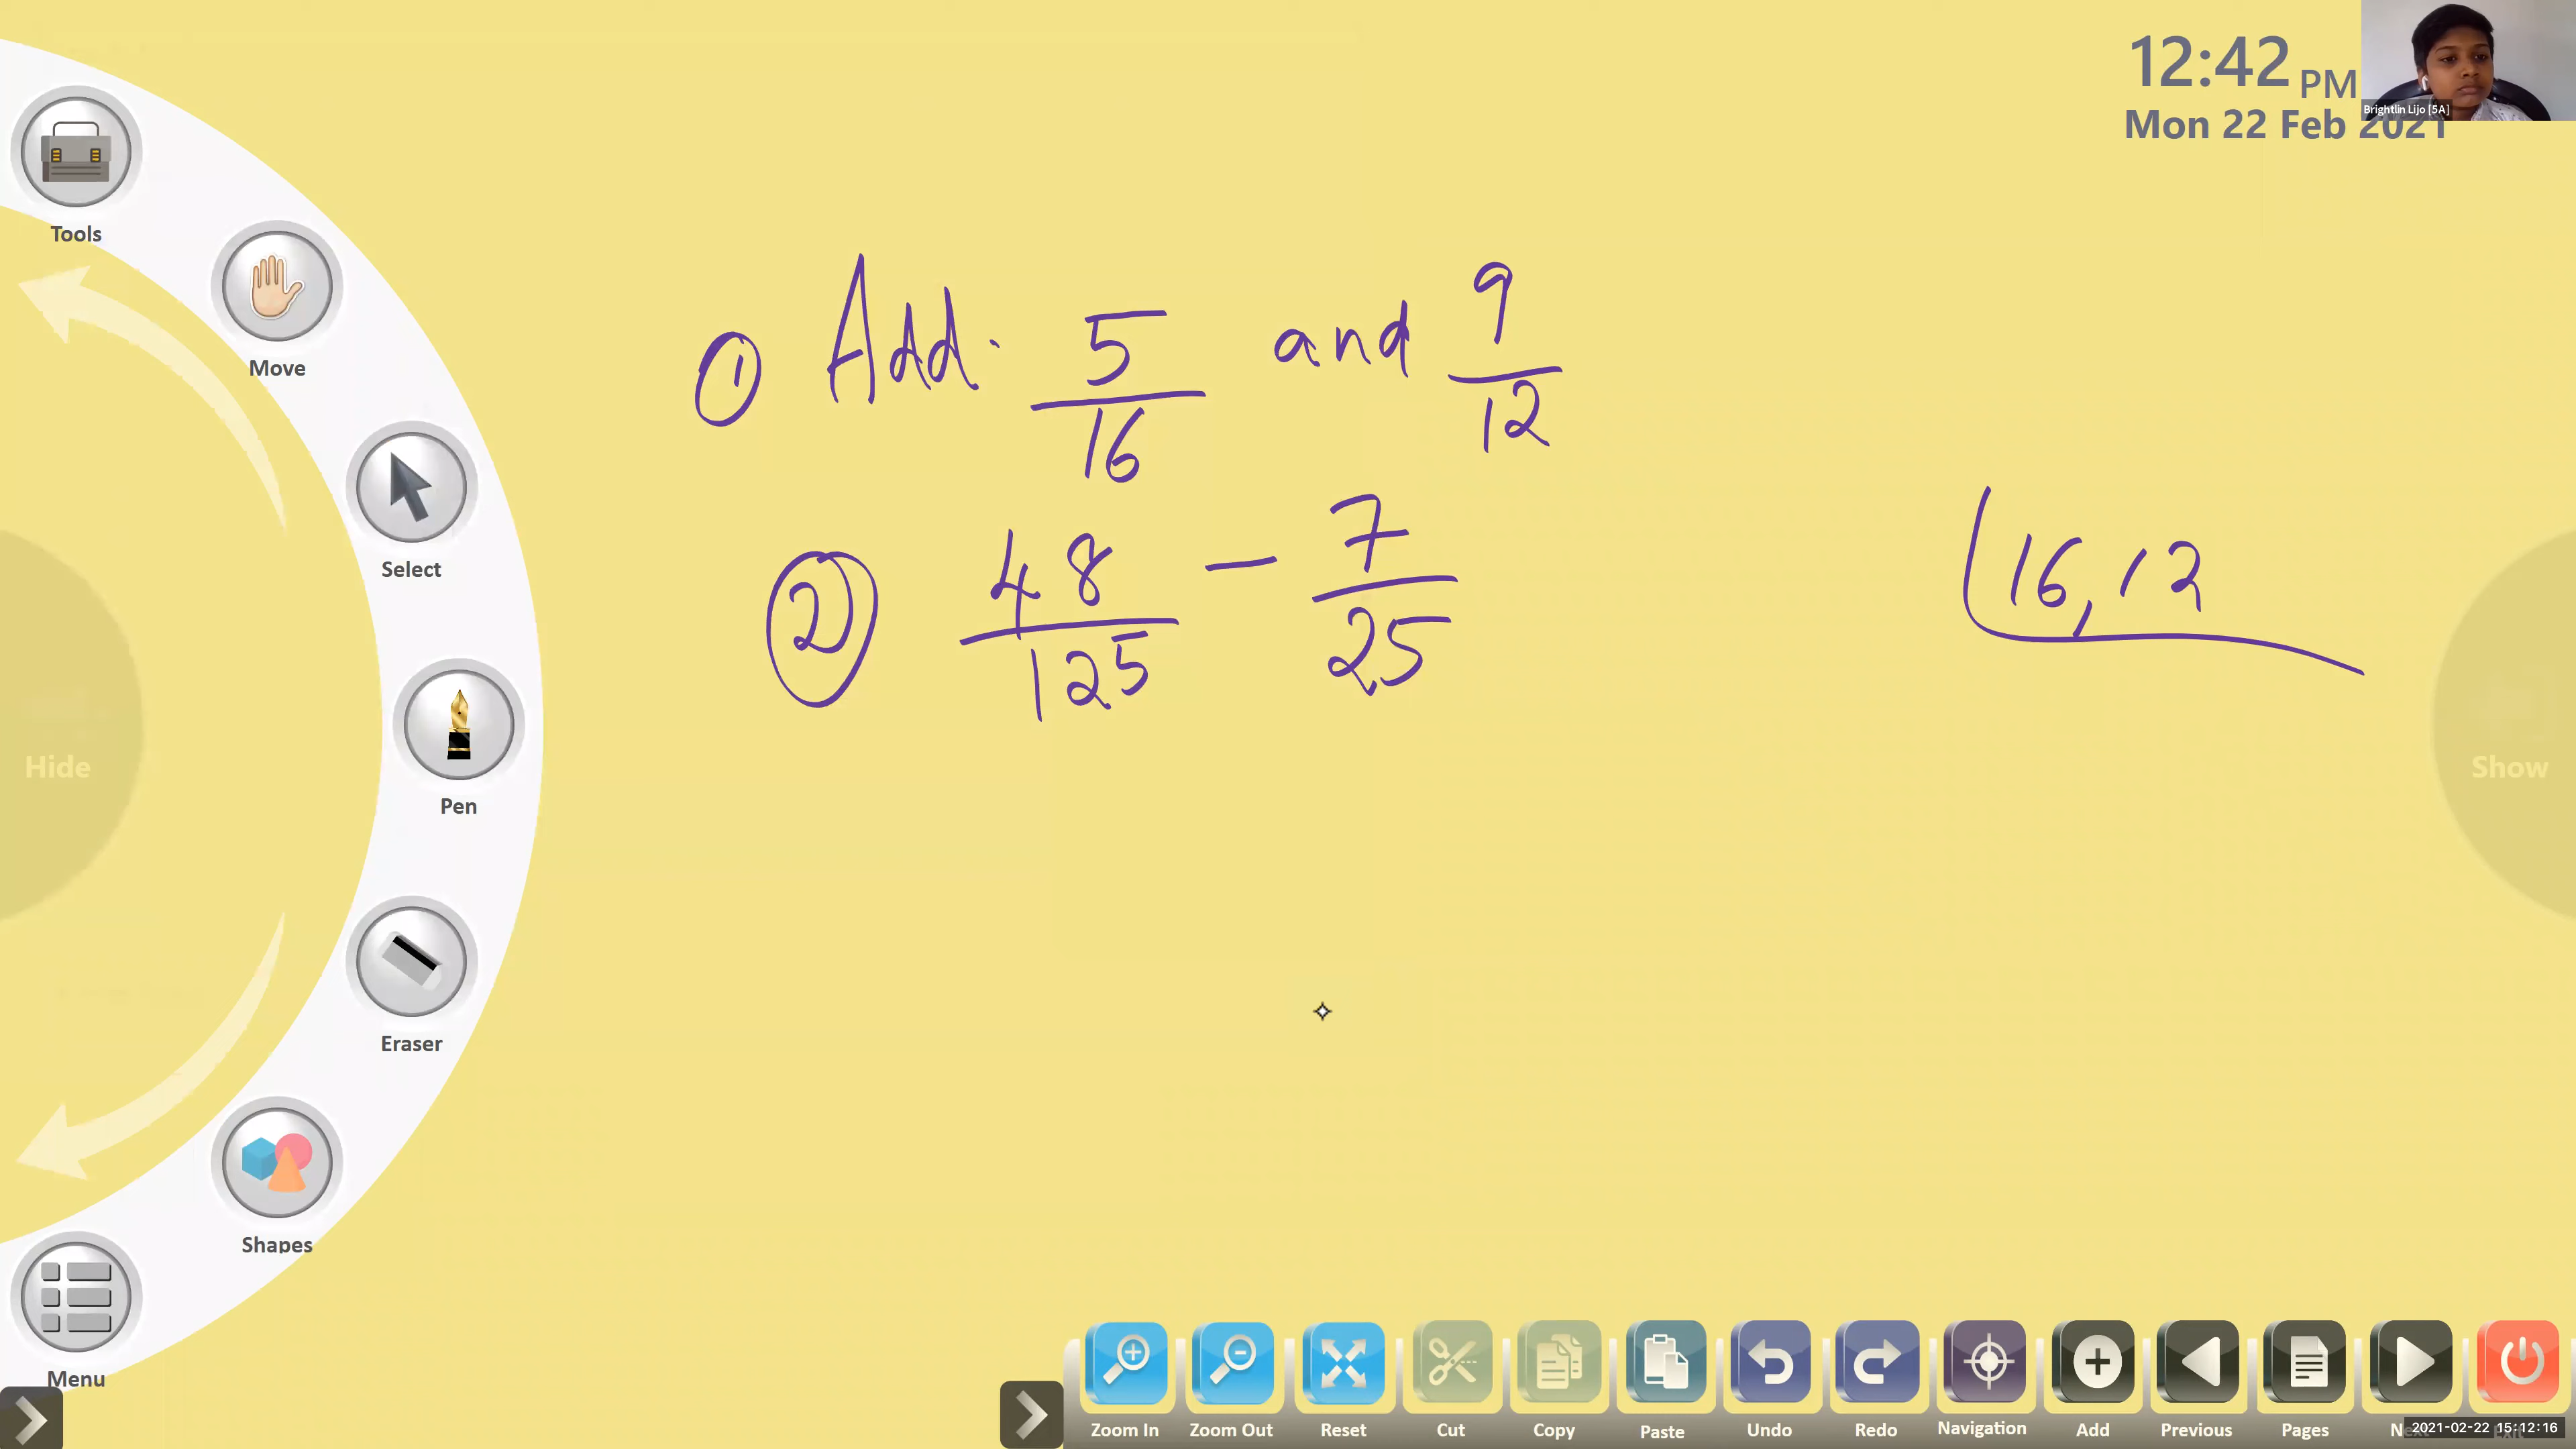 12:42 PM
Mon 22 Feb 2021
Brightlin Lijo [5A]
Tools
Move
Select
Pen
Eraser
Shapes
Menu
Hide
Show
① Add. 5/16 and 9/12
② 48/125 - 7/25
16, 12
Zoom In Zoom Out Reset Cut Copy Paste Undo Redo Navigation Add Previous Pages
2021-02-22 15:12:16